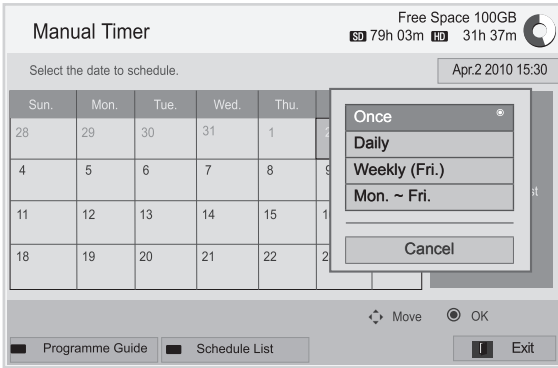 Manual Timer
Free Space 100GB
SD 79h 03m HD 31h 37m
Select the date to schedule.
Apr.2 2010 15:30
Sun. Mon. Tue. Wed. Thu.
28 29 30 31 1
4 5 6 7 8
11 12 13 14 15
18 19 20 21 22
Once
Daily
Weekly (Fri.)
Mon. ~ Fri.
Cancel
Move OK
Programme Guide Schedule List Exit